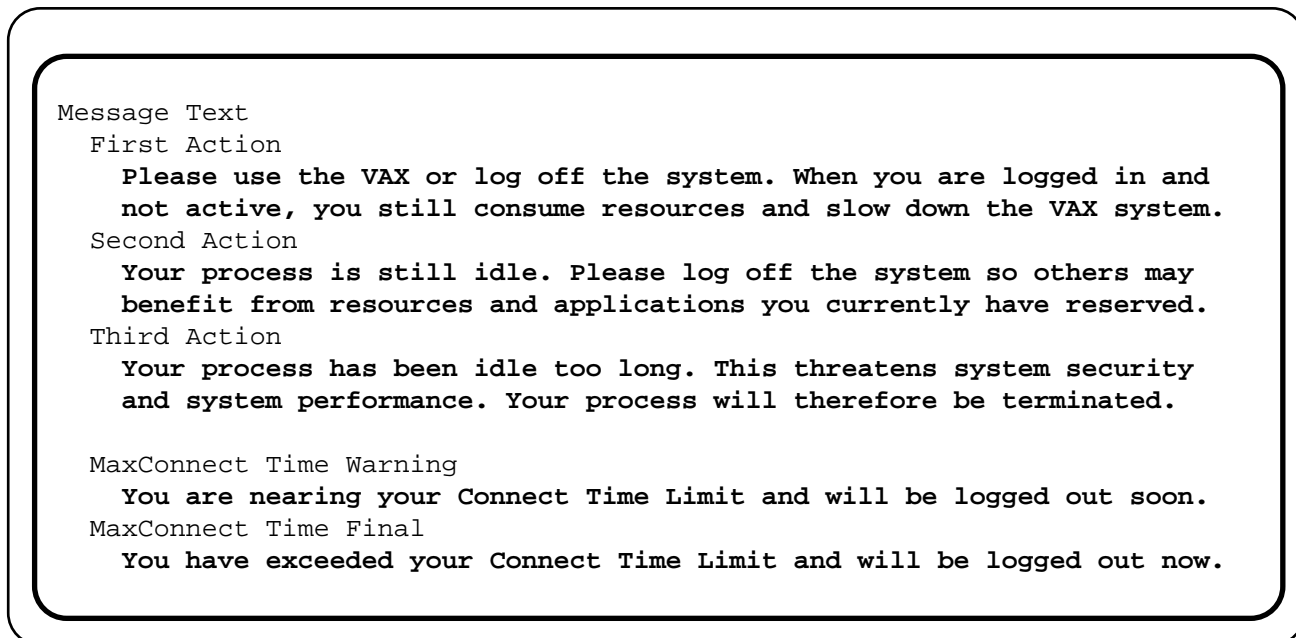 Message Text
First Action
Please use the VAX or log off the system. When you are logged in and
not active, you still consume resources and slow down the VAX system.
Second Action
Your process is still idle. Please log off the system so others may
benefit from resources and applications you currently have reserved.
Third Action
Your process has been idle too long. This threatens system security
and system performance. Your process will therefore be terminated.
MaxConnect Time Warning
You are nearing your Connect Time Limit and will be logged out soon.
MaxConnect Time Final
You have exceeded your Connect Time Limit and will be logged out now.